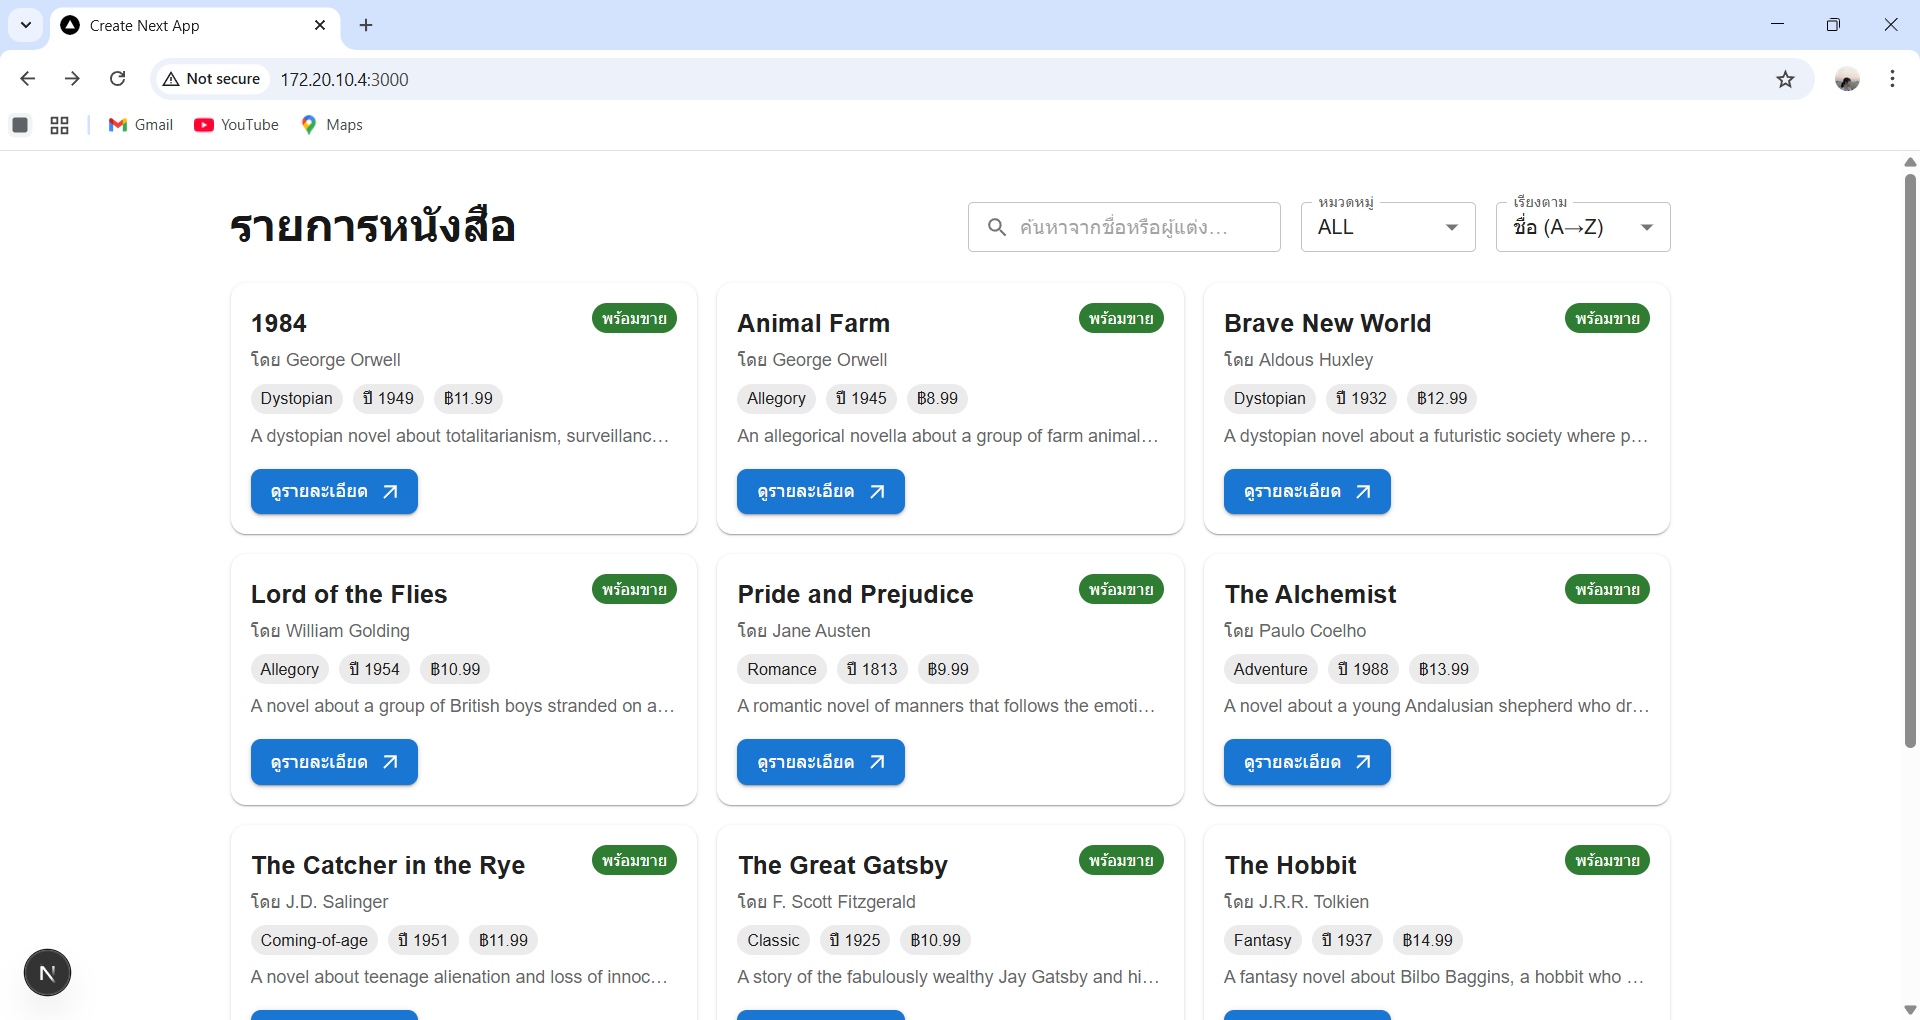 Create Next App
Not secure
172.20.10.4:3000
Gmail
YouTube
Maps
รายการหนังสือ
ค้นหาจากชื่อหรือผู้แต่ง...
หมวดหมู่
ALL
เรียงตาม
ชื่อ (A→Z)
1984
พร้อมขาย
โดย George Orwell
Dystopian ปี 1949 ฿11.99
A dystopian novel about totalitarianism, surveillanc...
ดูรายละเอียด
Animal Farm
พร้อมขาย
โดย George Orwell
Allegory ปี 1945 ฿8.99
An allegorical novella about a group of farm animal...
ดูรายละเอียด
Brave New World
พร้อมขาย
โดย Aldous Huxley
Dystopian ปี 1932 ฿12.99
A dystopian novel about a futuristic society where p...
ดูรายละเอียด
Lord of the Flies
พร้อมขาย
โดย William Golding
Allegory ปี 1954 ฿10.99
A novel about a group of British boys stranded on a...
ดูรายละเอียด
Pride and Prejudice
พร้อมขาย
โดย Jane Austen
Romance ปี 1813 ฿9.99
A romantic novel of manners that follows the emoti...
ดูรายละเอียด
The Alchemist
พร้อมขาย
โดย Paulo Coelho
Adventure ปี 1988 ฿13.99
A novel about a young Andalusian shepherd who dr...
ดูรายละเอียด
The Catcher in the Rye
พร้อมขาย
โดย J.D. Salinger
Coming-of-age ปี 1951 ฿11.99
A novel about teenage alienation and loss of innoc...
The Great Gatsby
พร้อมขาย
โดย F. Scott Fitzgerald
Classic ปี 1925 ฿10.99
A story of the fabulously wealthy Jay Gatsby and hi...
The Hobbit
พร้อมขาย
โดย J.R.R. Tolkien
Fantasy ปี 1937 ฿14.99
A fantasy novel about Bilbo Baggins, a hobbit who ...
N